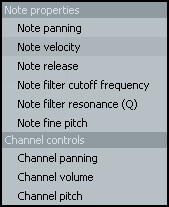 Note properties
Note panning
Note velocity
Note release
Note filter cutoff frequency
Note filter resonance (Q)
Note fine pitch
Channel controls
Channel panning
Channel volume
Channel pitch